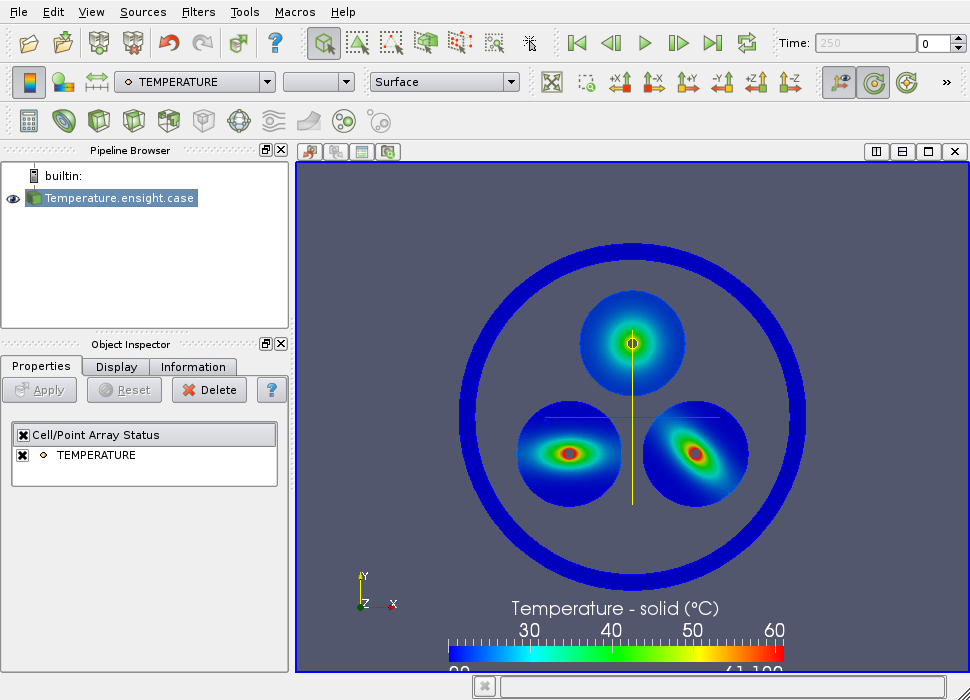 File Edit View Sources Filters Tools Macros Help
Time: 250 0
TEMPERATURE Surface
+X -X +Y -Y +Z -Z
»
Pipeline Browser
builtin:
Temperature.ensight.case
Object Inspector
Properties Display Information
Apply Reset Delete ?
Cell/Point Array Status
TEMPERATURE
Y
Z X
Temperature - solid (°C)
30 40 50 60